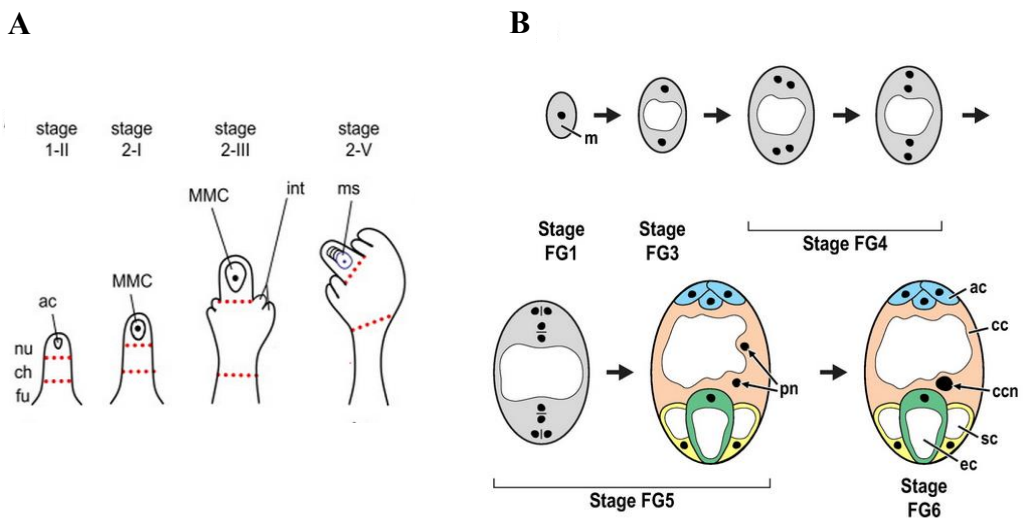 A
B
stage
1-II
stage
2-I
stage
2-III
stage
2-V
MMC
int
ms
MMC
ac
nu
ch
fu
m
Stage
FG1
Stage
FG3
Stage FG4
ac
cc
pn
ccn
sc
ec
Stage FG5
Stage
FG6